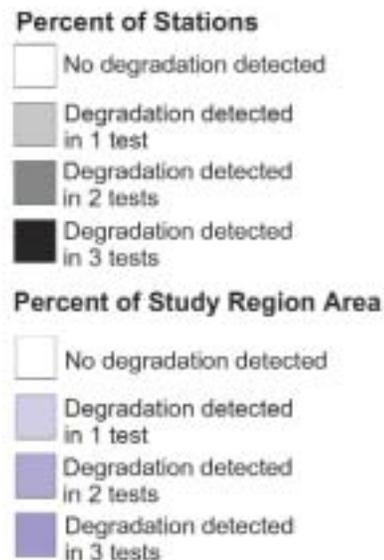 Percent of Stations
No degradation detected
Degradation detected
in 1 test
Degradation detected
in 2 tests
Degradation detected
in 3 tests
Percent of Study Region Area
No degradation detected
Degradation detected
in 1 test
Degradation detected
in 2 tests
Degradation detected
in 3 tests